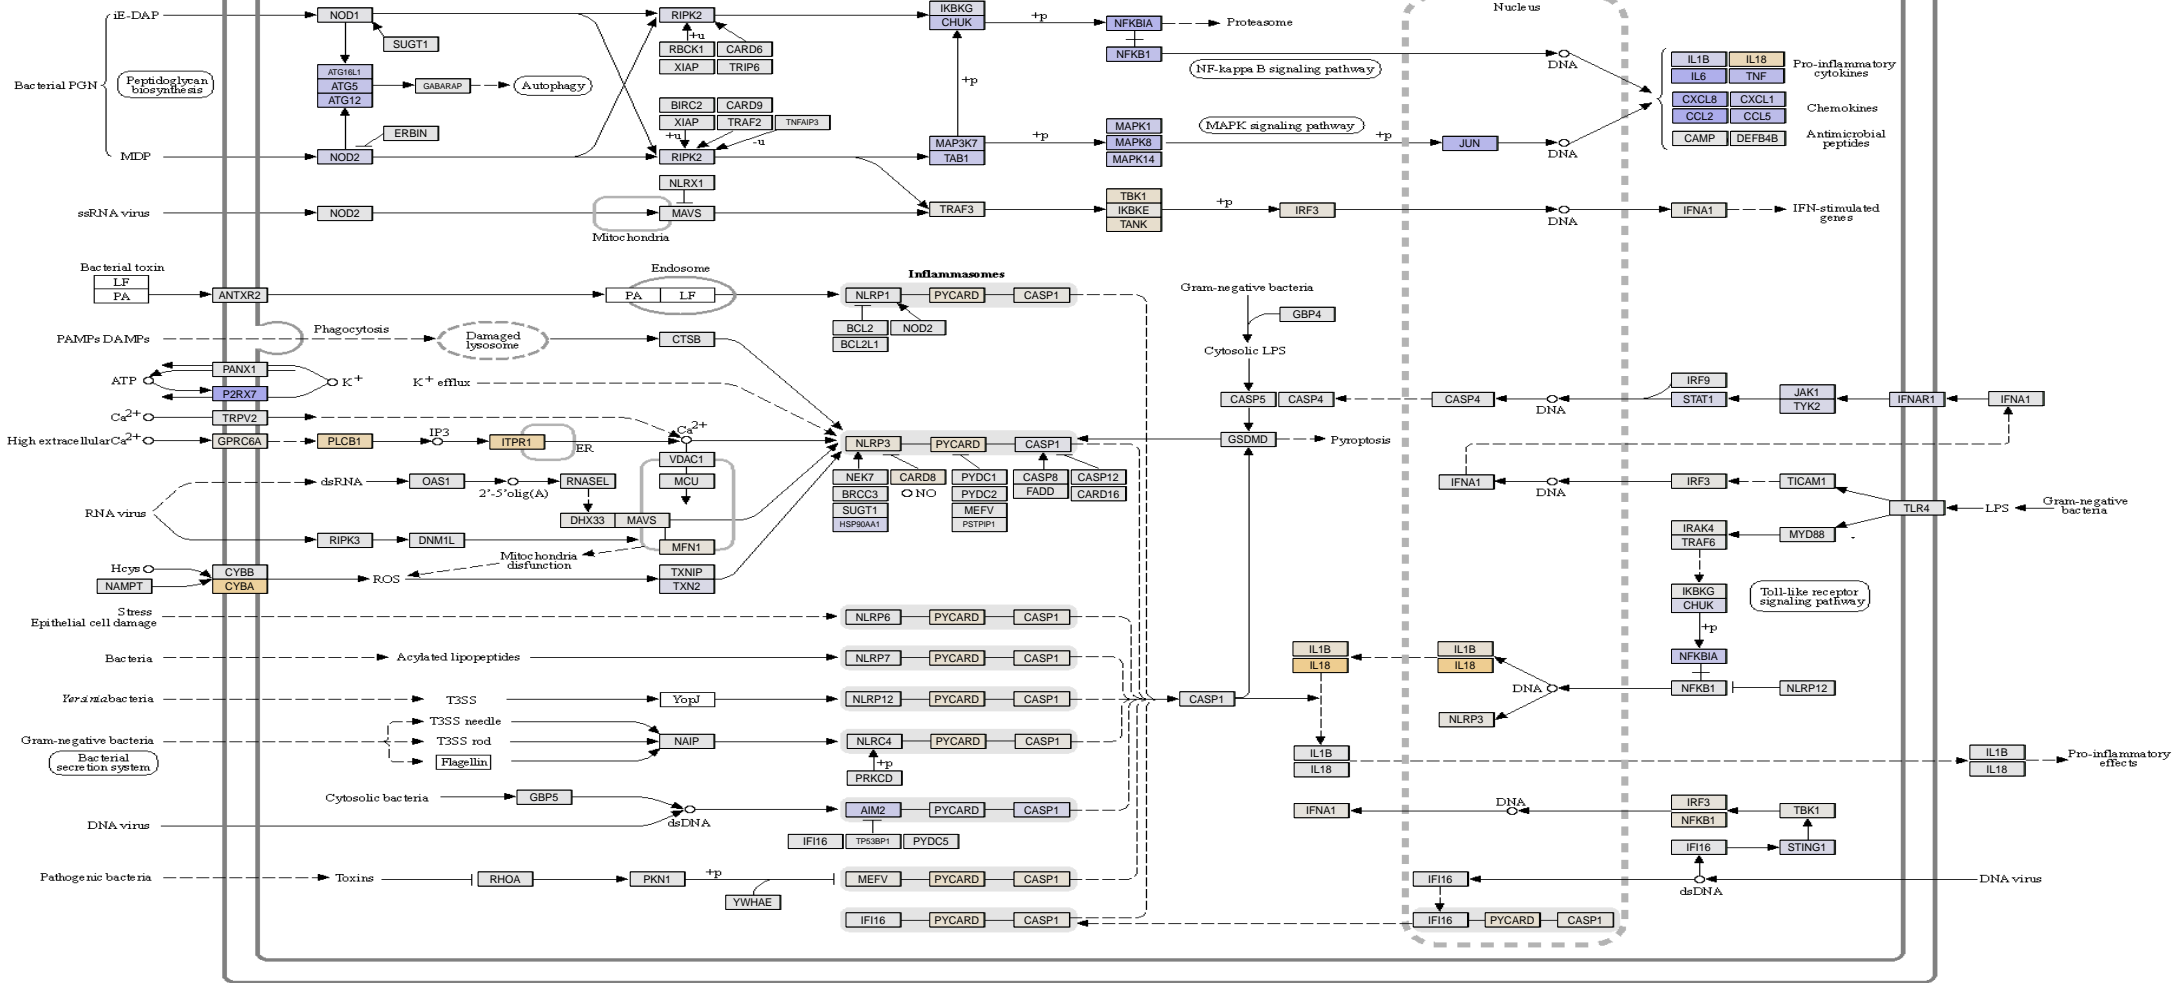 iE-DAP NOD1 RIPK2 IKBKG Nucleus
CHUK +p NFKBIA Proteasome
SUGT1 +u
RBCK1 CARD6 NFKB1 DNA IL1B IL18 Pro-inflammatory
XIAP TRIP6 NF-kappa B signaling pathway IL6 TNF cytokines
Bacterial PGN Peptidoglycan
biosynthesis ATG16L1
ATG5 GABARAP Autophagy +p
ATG12 BIRC2 CARD9 CXCL8 CXCL1 Chemokines
XIAP TRAF2 TNFAIP3 CCL2 CCL5
ERBIN +u -u MAPK1 MAPK signaling pathway Antimicrobial
MAP3K7 +p MAPK8 +p JUN DNA CAMP DEFB4B peptides
MDP NOD2 RIPK2 TAB1 MAPK14
NLRX1 TBK1
ssRNA virus NOD2 MAVS TRAF3 IKBKE +p IRF3 DNA IFNA1 IFN-stimulated
Mitochondria TANK genes
Bacterial toxin Endosome Inflammasomes
LF
PA ANTXR2 PA LF NLRP1 PYCARD CASP1 Gram-negative bacteria
BCL2 NOD2 GBP4
BCL2L1
PAMPs DAMPs Phagocytosis Damaged
lysosome CTSB Cytosolic LPS
PANX1
ATP K+ K+ efflux IRF9 JAK1
P2RX7 CASP5 CASP4 CASP4 DNA STAT1 TYK2 IFNAR1 IFNA1
Ca2+ TRPV2
High extracellular Ca2+ GPRC6A PLCB1 IP3 ITPR1 ER Ca2+ NLRP3 PYCARD CASP1 GSDMD Pyroptosis
VDAC1
dsRNA OAS1 2'-5'olig(A) RNASEL MCU NEK7 CARD8 PYDC1 CASP8 CASP12 IFNA1 DNA IRF3 TICAM1
BRCC3 NO PYDC2 FADD CARD16
RNA virus DHX33 MAVS SUGT1 MEFV TLR4 LPS Gram-negative
bacteria
HSP90AA1 PSTPIP1 IRAK4 MYD88 -
RIPK3 DNM1L MFN1 TRAF6
Mitochondria
disfunction
Hcys CYBB ROS TXNIP IKBKG Toll-like receptor
signaling pathway
NAMPT CYBA TXN2 CHUK
Stress
Epithelial cell damage NLRP6 PYCARD CASP1 +p
Bacteria Acylated lipopeptides NLRP7 PYCARD CASP1 IL1B IL1B NFKBIA
IL18 IL18
Yersinia bacteria T3SS YopJ NLRP12 PYCARD CASP1 CASP1 DNA NFKB1 NLRP12
T3SS needle NLRP3
Gram-negative bacteria T3SS rod NAIP NLRC4 PYCARD CASP1
Bacterial
secretion system Flagellin +p IL1B IL1B Pro-inflammatory
effects
PRKCD IL18 IL18
Cytosolic bacteria GBP5 AIM2 PYCARD CASP1 IFNA1 DNA IRF3 TBK1
DNA virus dsDNA NFKB1
IFI16 TP53BP1 PYDC5 IFI16 STING1
Pathogenic bacteria Toxins RHOA PKN1 +p MEFV PYCARD CASP1 IFI16 dsDNA DNA virus
YWHAE
IFI16 PYCARD CASP1 IFI16 PYCARD CASP1